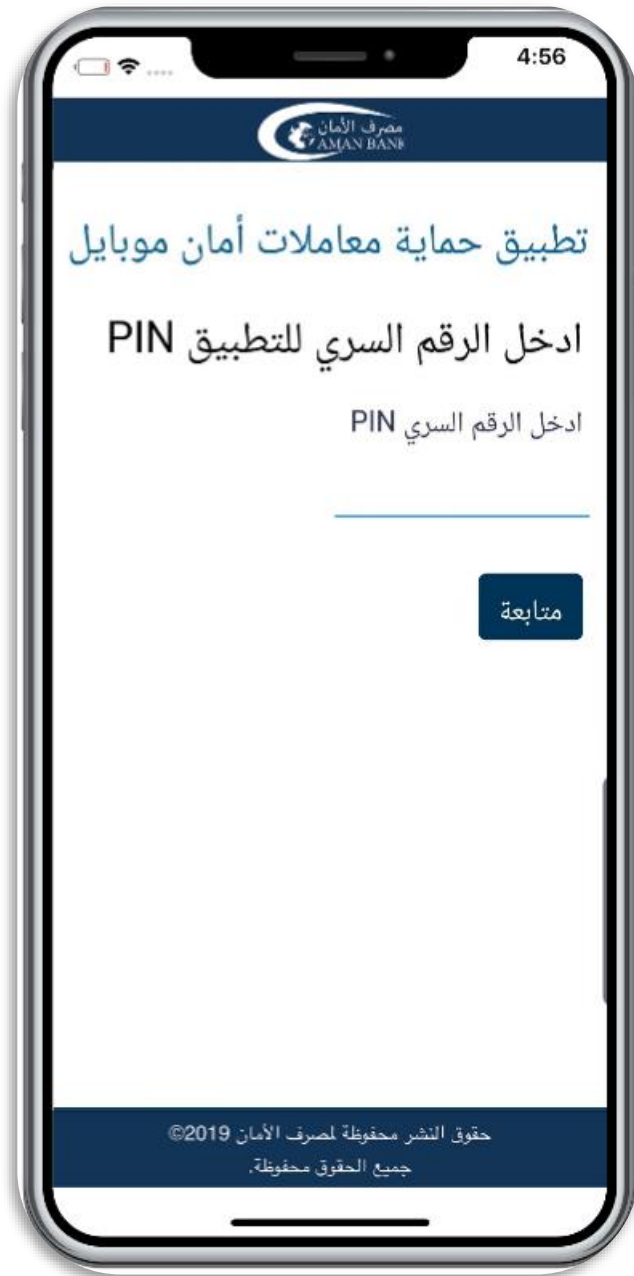 4:56
مصرف الأمان
AMAN BANK
تطبيق حماية معاملات أمان موبايل
ادخل الرقم السري للتطبيق PIN
ادخل الرقم السري PIN
متابعة
حقوق النشر محفوظة لمصرف الأمان 2019©
جميع الحقوق محفوظة.